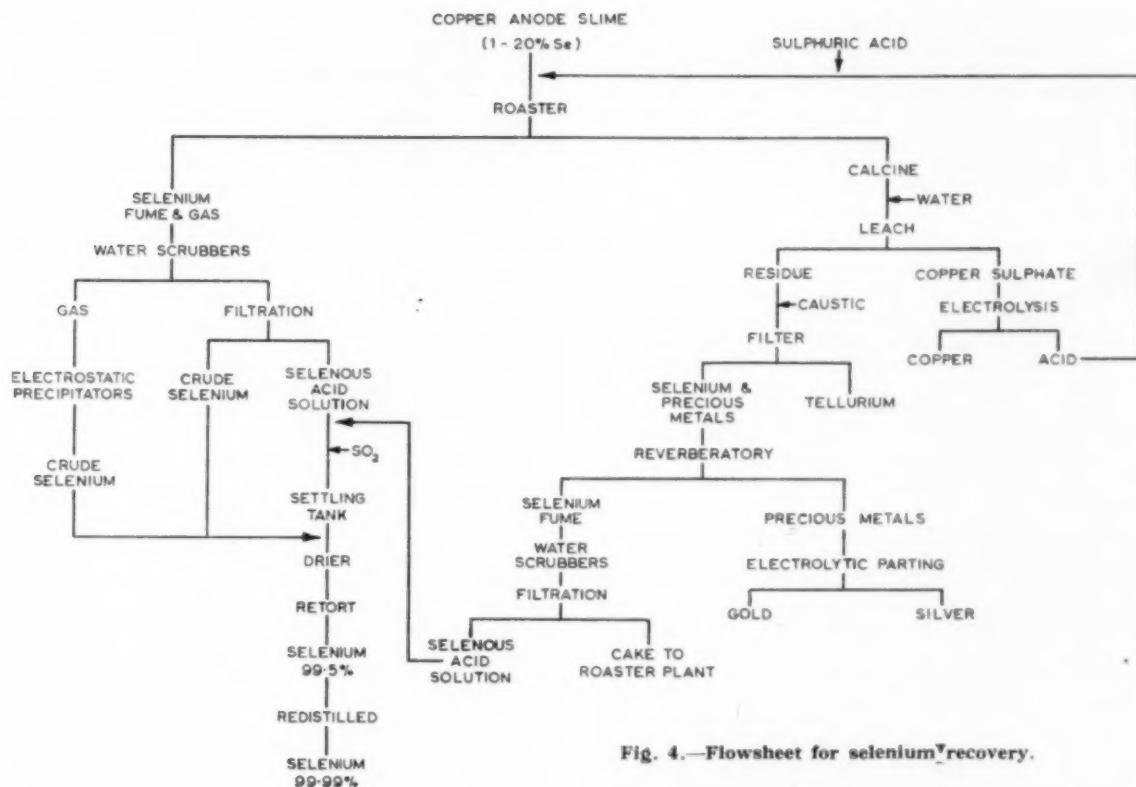 COPPER ANODE SLIME
(1 - 20% Se)
SULPHURIC ACID
ROASTER
SELENIUM
FUME & GAS
WATER SCRUBBERS
GAS
FILTRATION
ELECTROSTATIC
PRECIPITATORS
CRUDE
SELENIUM
SELENOUS
ACID
SOLUTION
SO₂
CRUDE
SELENIUM
SETTLING
TANK
DRIER
RETORT
SELENIUM
99·5%
REDISTILLED
SELENIUM
99·99%
CALCINE
WATER
LEACH
RESIDUE
COPPER SULPHATE
CAUSTIC
ELECTROLYSIS
FILTER
COPPER
ACID
SELENIUM &
PRECIOUS
METALS
TELLURIUM
REVERBERATORY
SELENIUM
FUME
PRECIOUS METALS
WATER
SCRUBBERS
ELECTROLYTIC PARTING
FILTRATION
GOLD
SILVER
SELENOUS
ACID
SOLUTION
CAKE TO
ROASTER PLANT
Fig. 4.—Flowsheet for selenium recovery.